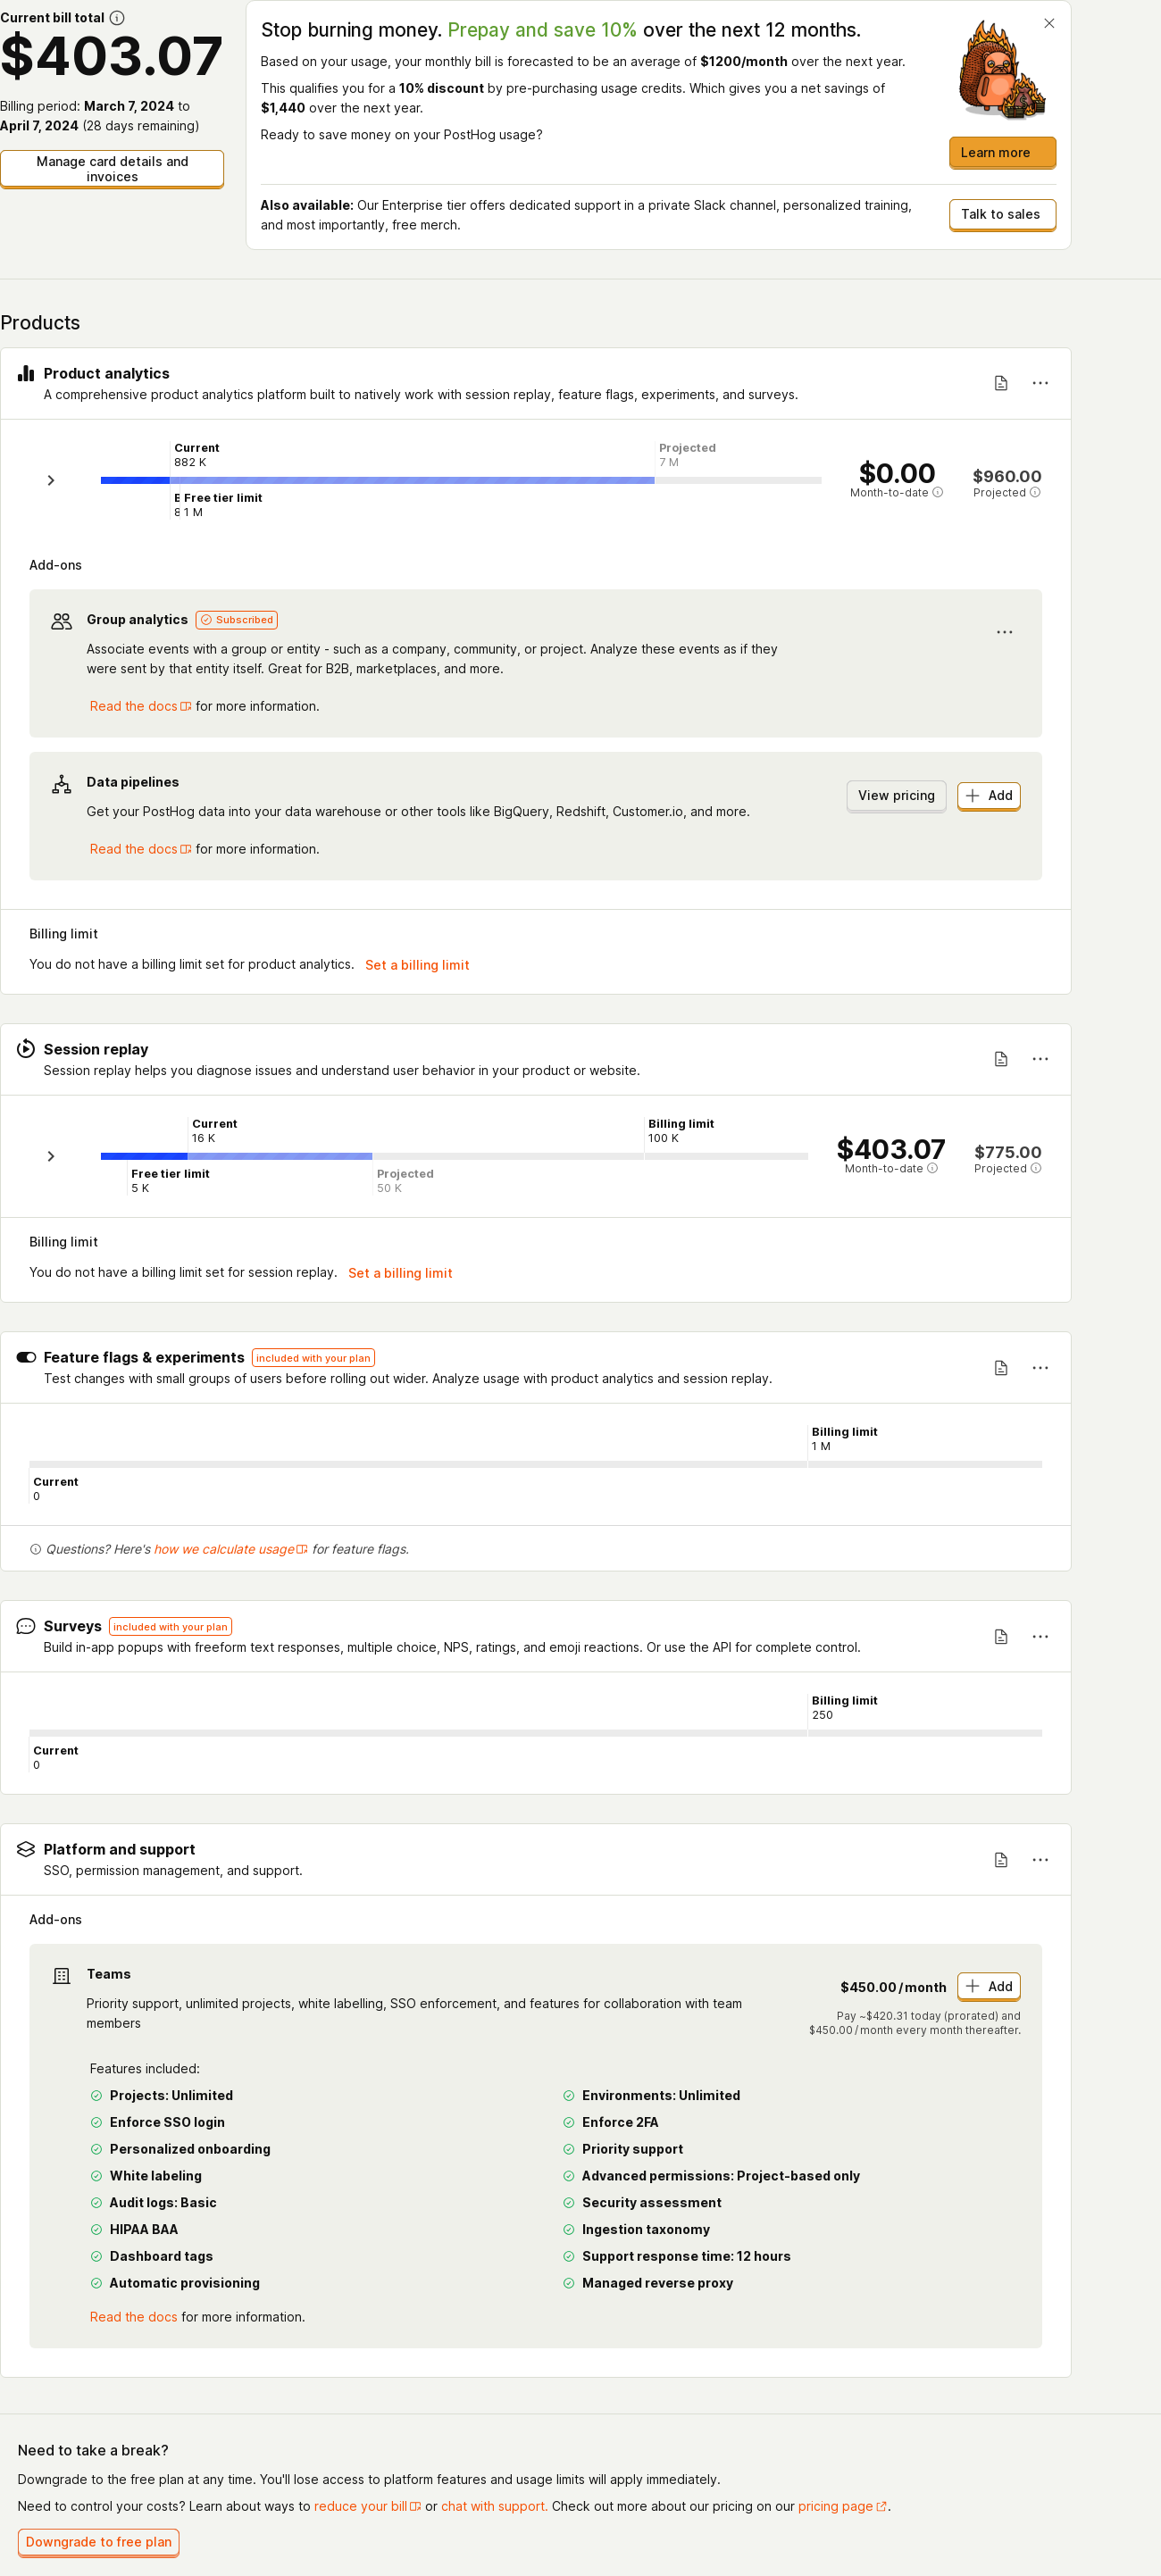 Current bill total
$403.07
Billing period: March 7, 2024 to
April 7, 2024 (28 days remaining)
Manage card details and
invoices
Stop burning money. Prepay and save 10% over the next 12 months.
Based on your usage, your monthly bill is forecasted to be an average of $1200/month over the next year.
This qualifies you for a 10% discount by pre-purchasing usage credits. Which gives you a net savings of
$1,440 over the next year.
Ready to save money on your PostHog usage?
Learn more
Also available: Our Enterprise tier offers dedicated support in a private Slack channel, personalized training,
and most importantly, free merch.
Talk to sales
Products
Product analytics
A comprehensive product analytics platform built to natively work with session replay, feature flags, experiments, and surveys.
Current
882 K
Projected
7 M
Free tier limit
1 M
$0.00
Month-to-date
$960.00
Projected
Add-ons
Group analytics
Subscribed
Associate events with a group or entity - such as a company, community, or project. Analyze these events as if they
were sent by that entity itself. Great for B2B, marketplaces, and more.
Read the docs for more information.
Data pipelines
Get your PostHog data into your data warehouse or other tools like BigQuery, Redshift, Customer.io, and more.
View pricing
Add
Read the docs for more information.
Billing limit
You do not have a billing limit set for product analytics. Set a billing limit
Session replay
Session replay helps you diagnose issues and understand user behavior in your product or website.
Current
16 K
Billing limit
100 K
Free tier limit
5 K
Projected
50 K
$403.07
Month-to-date
$775.00
Projected
Billing limit
You do not have a billing limit set for session replay. Set a billing limit
Feature flags & experiments
included with your plan
Test changes with small groups of users before rolling out wider. Analyze usage with product analytics and session replay.
Billing limit
1 M
Current
0
Questions? Here's how we calculate usage for feature flags.
Surveys
included with your plan
Build in-app popups with freeform text responses, multiple choice, NPS, ratings, and emoji reactions. Or use the API for complete control.
Billing limit
250
Current
0
Platform and support
SSO, permission management, and support.
Add-ons
Teams
Priority support, unlimited projects, white labelling, SSO enforcement, and features for collaboration with team
members
$450.00/month
Add
Pay ~$420.31 today (prorated) and
$450.00/month every month thereafter.
Features included:
Projects: Unlimited
Environments: Unlimited
Enforce SSO login
Enforce 2FA
Personalized onboarding
Priority support
White labeling
Advanced permissions: Project-based only
Audit logs: Basic
Security assessment
HIPAA BAA
Ingestion taxonomy
Dashboard tags
Support response time: 12 hours
Automatic provisioning
Managed reverse proxy
Read the docs for more information.
Need to take a break?
Downgrade to the free plan at any time. You'll lose access to platform features and usage limits will apply immediately.
Need to control your costs? Learn about ways to reduce your bill or chat with support. Check out more about our pricing on our pricing page.
Downgrade to free plan